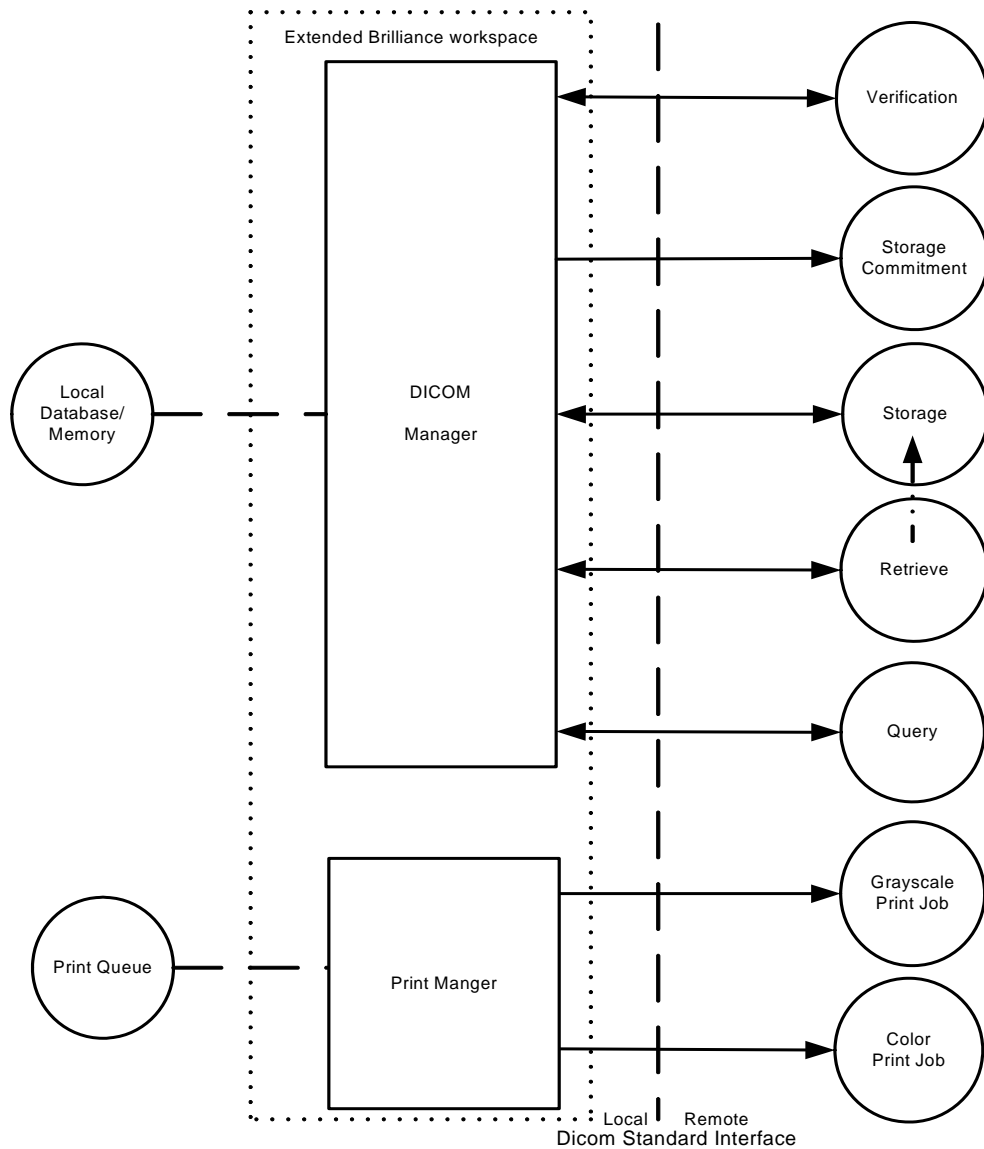 Extended Brilliance workspace
Verification
Storage
Commitment
Local
Database/
Memory
DICOM
Manager
Storage
Retrieve
Query
Grayscale
Print Job
Print Queue
Print Manger
Color
Print Job
Local Remote
Dicom Standard Interface